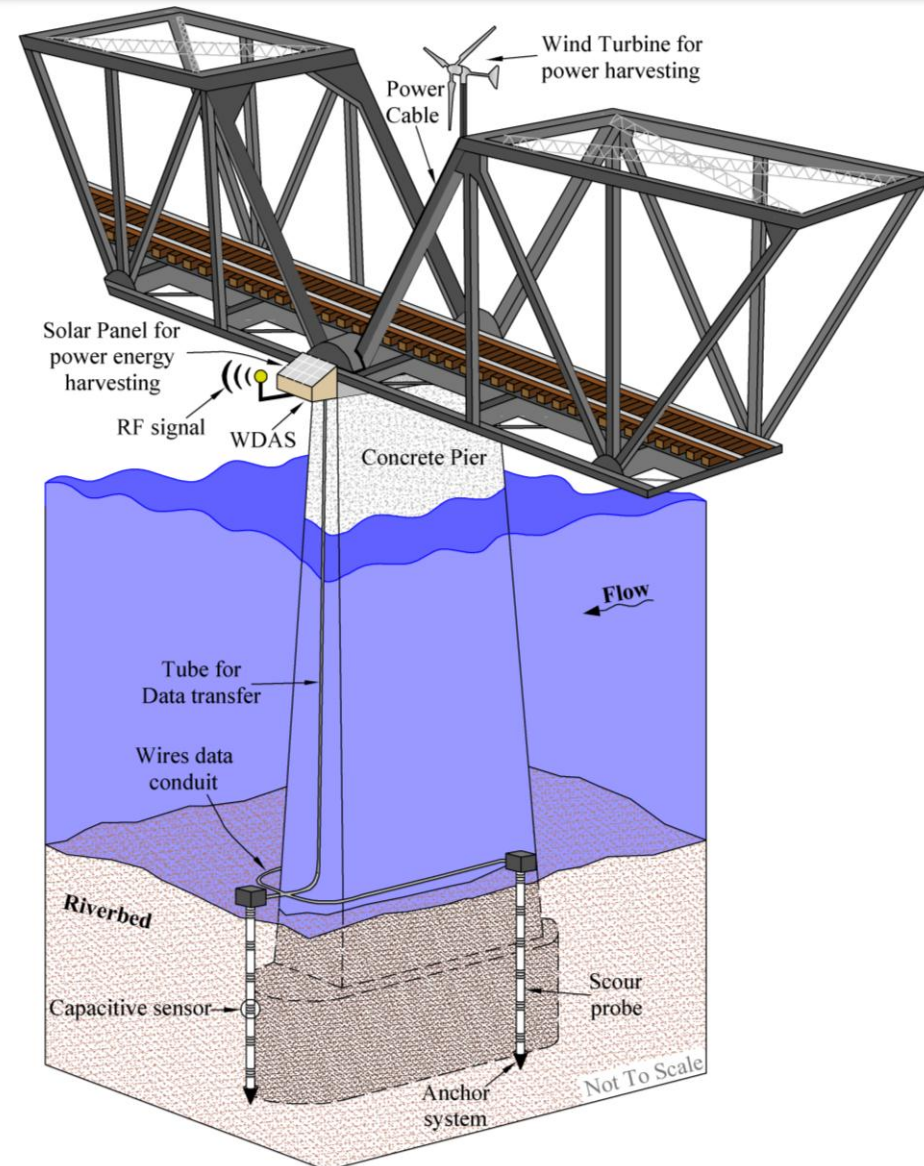 Wind Turbine for
power harvesting
Power
Cable
Solar Panel for
power energy
harvesting
RF signal
WDAS
Concrete Pier
Flow
Tube for
Data transfer
Wires data
conduit
Riverbed
Capacitive sensor
Scour
probe
Anchor
system
Not To Scale